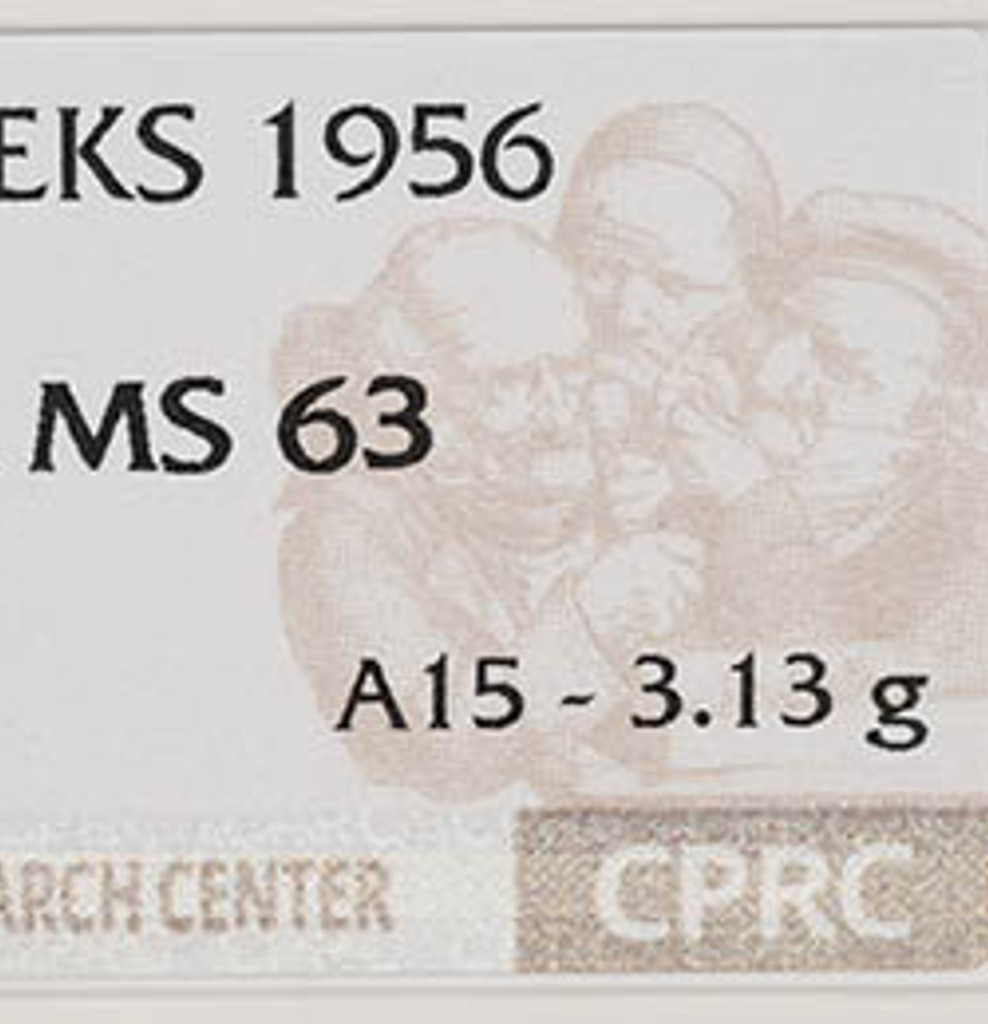 EKS 1956
MS 63
A15 - 3.13 g
ARCH CENTER
CPRC